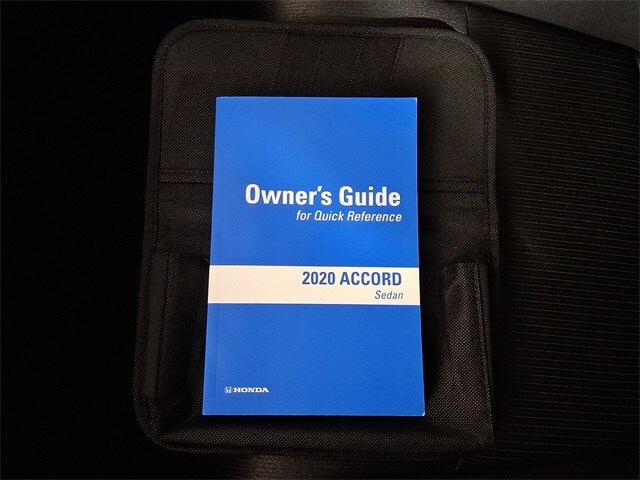 Owner's Guide
for Quick Reference
2020 ACCORD
Sedan
HONDA